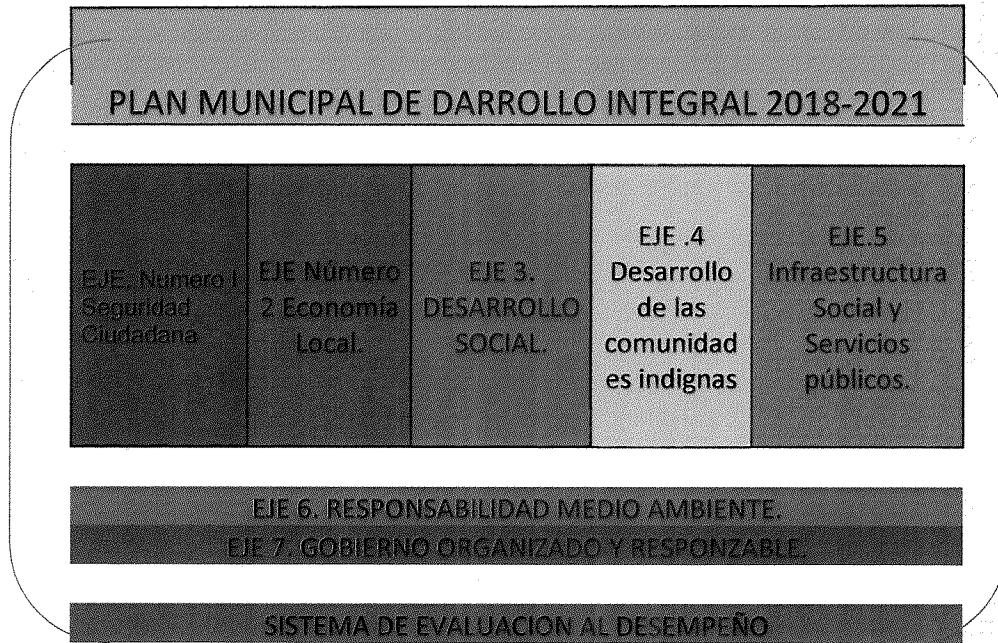 PLAN MUNICIPAL DE DARROLLO INTEGRAL 2018-2021
EJE. Número I
Seguridad
Ciudadana
EJE Número
2 Economía
Local.
EJE 3.
DESARROLLO
SOCIAL.
EJE .4
Desarrollo
de las
comunidad
es indignas
EJE.5
Infraestructura
Social y
Servicios
públicos.
EJE 6. RESPONSABILIDAD MEDIO AMBIENTE.
EJE 7. GOBIERNO ORGANIZADO Y RESPONZABLE.
SISTEMA DE EVALUACION AL DESEMPEÑO